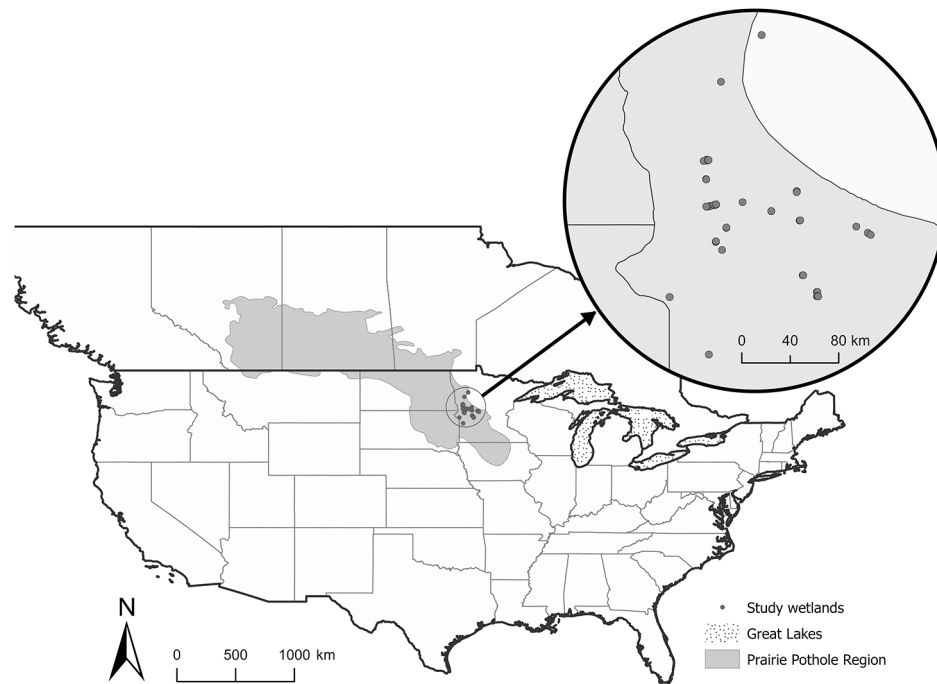 0 40 80 km
N
0 500 1000 km
Study wetlands
Great Lakes
Prairie Pothole Region